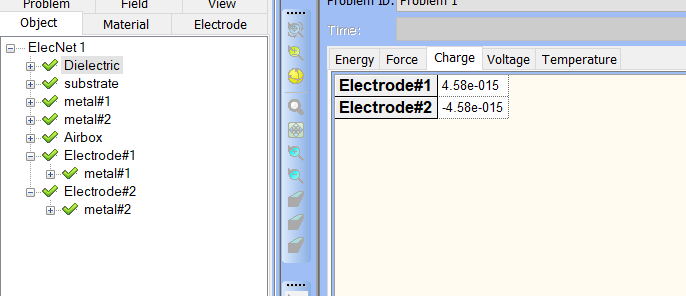 Problem Field View
Object Material Electrode
ElecNet 1
Dielectric
substrate
metal#1
metal#2
Airbox
Electrode#1
metal#1
Electrode#2
metal#2
Problem ID: Problem 1
Time:
Energy Force Charge Voltage Temperature
Electrode#1 4.58e-015
Electrode#2 -4.58e-015